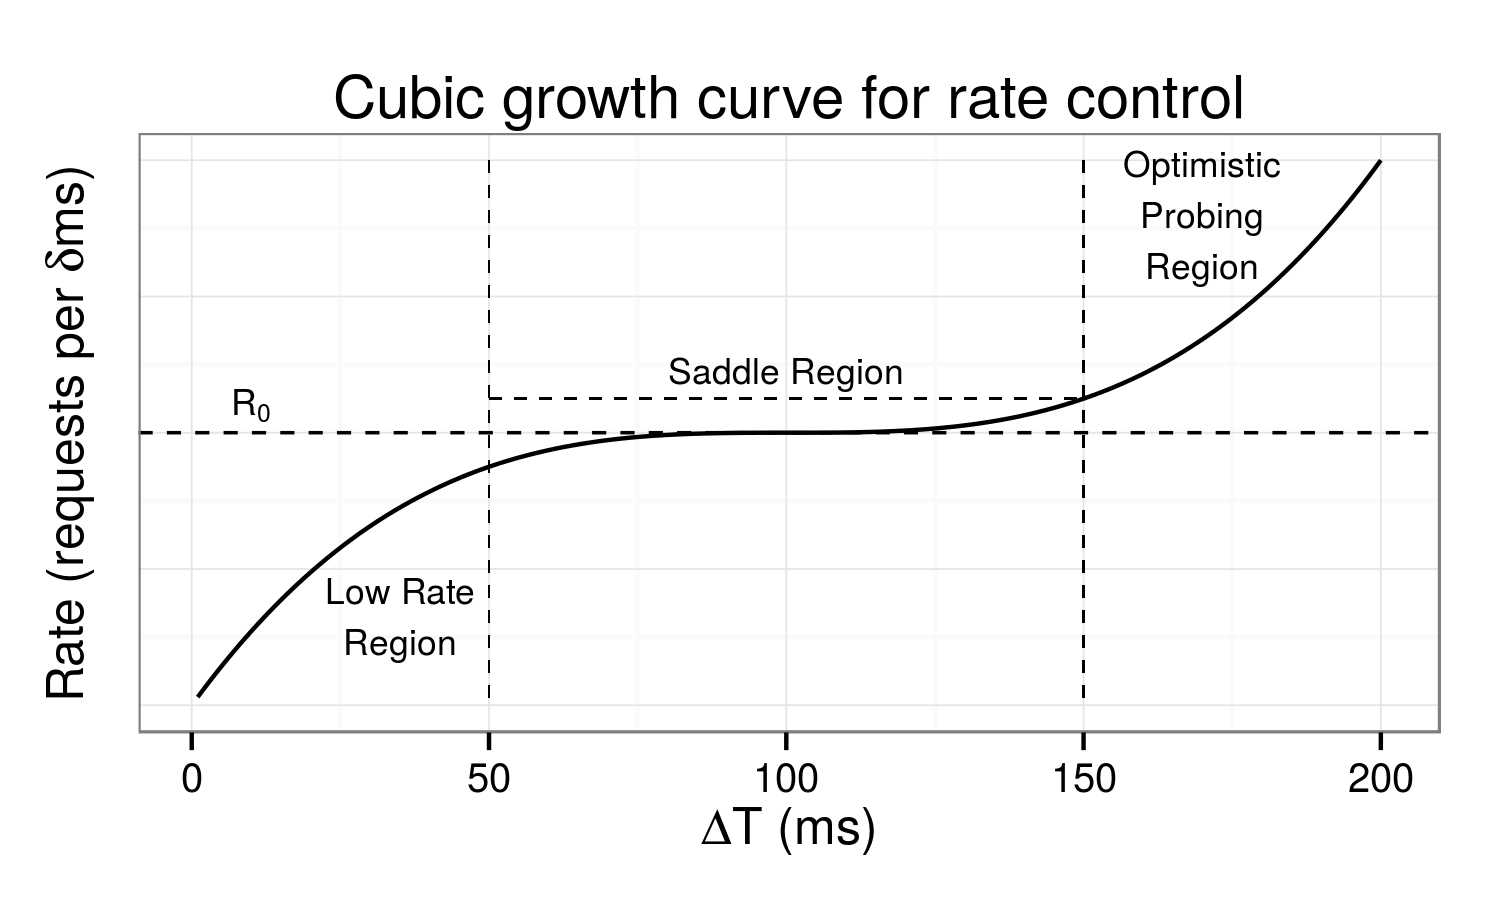 Cubic growth curve for rate control
Rate (requests per δms)
Optimistic
Probing
Region
Saddle Region
R₀
Low Rate
Region
0 50 100 150 200
ΔT (ms)